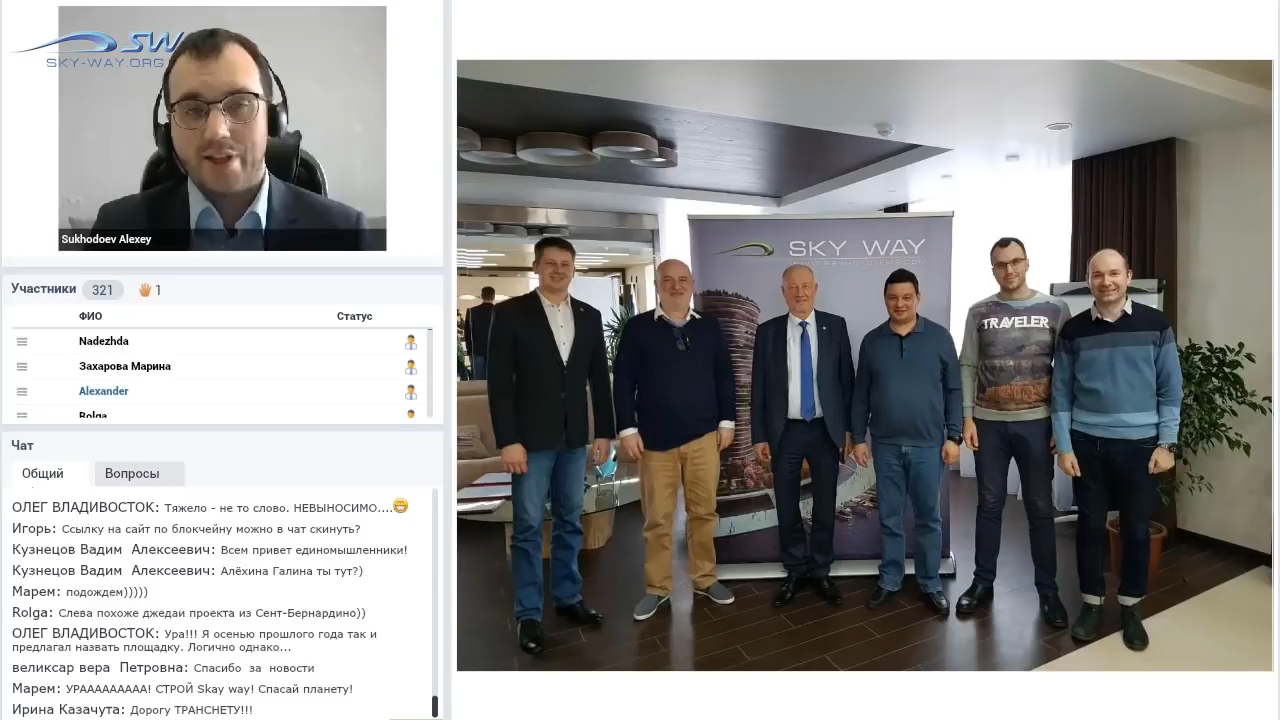 SW
SKY-WAY.ORG
Sukhodoev Alexey
Участники 321 1
ФИО Статус
Nadezhda
Захарова Марина
Alexander
Rolga
Чат
Общий Вопросы
ОЛЕГ ВЛАДИВОСТОК: Тяжело - не то слово. НЕВЫНОСИМО....
Игорь: Ссылку на сайт по блокчейну можно в чат скинуть?
Кузнецов Вадим Алексеевич: Всем привет единомышленники!
Кузнецов Вадим Алексеевич: Алёхина Галина ты тут?)
Марем: подождем)))))
Rolga: Слева похоже джедаи проекта из Сент-Бернардино))
ОЛЕГ ВЛАДИВОСТОК: Ура!!! Я осенью прошлого года так и
предлагал назвать площадку. Логично однако...
великсар вера Петровна: Спасибо за новости
Марем: УРААААААААА! СТРОЙ Skay way! Спасай планету!
Ирина Казачута: Дорогу ТРАНСНЕТУ!!!
SKY WAY
TRAVELER